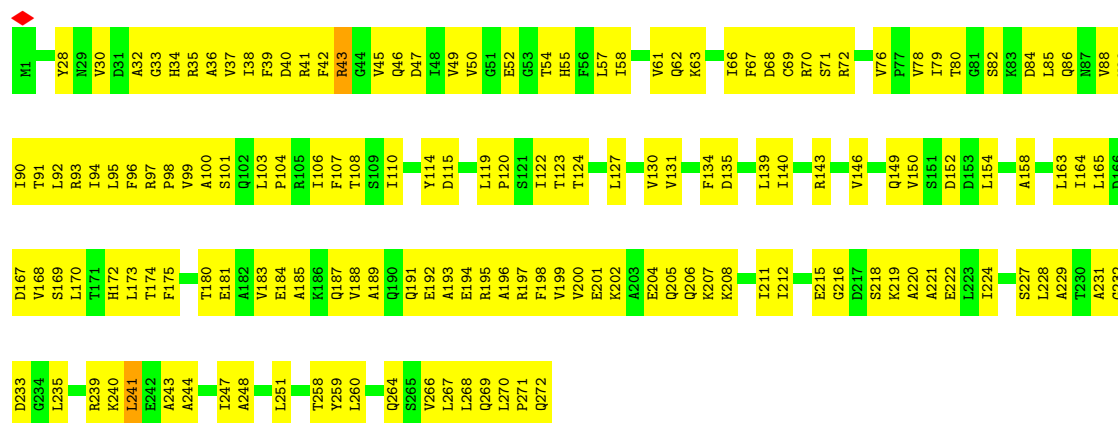 M1 Y28 N29 V30 D31 A32 G33 H34 R35 A36 V37 I38 F39 D40 R41 F42 R43 G44 V45 Q46 D47 I48 V49 V50 G51 E52 G53 T54 H55 F56 L57 I58 V61 Q62 K63 I66 F67 D68 C69 R70 S71 R72 V76 P77 V78 I79 T80 G81 S82 K83 D84 L85 Q86 N87 V88
I90 T91 L92 R93 I94 L95 F96 R97 P98 V99 A100 S101 Q102 L103 P104 R105 I106 F107 T108 S109 I110 Y114 D115 L119 P120 S121 I122 T123 T124 L127 V130 V131 F134 D135 L139 I140 R143 V146 Q149 V150 S151 D152 D153 L154 A158 L163 I164 L165 D166
D167 V168 S169 L170 T171 H172 L173 T174 F175 T180 E181 A182 V183 E184 A185 K186 Q187 V188 A189 Q190 Q191 E192 A193 E194 R195 A196 R197 F198 V199 V200 E201 K202 A203 E204 Q205 Q206 K207 K208 I211 I212 E215 G216 D217 S218 K219 A220 A221 E222 L223 I224 S227 L228 A229 T230 A231
D233 G234 L235 R239 K240 L241 E242 A243 A244 I247 A248 L251 T258 Y259 L260 Q264 S265 V266 L267 L268 Q269 L270 P271 Q272